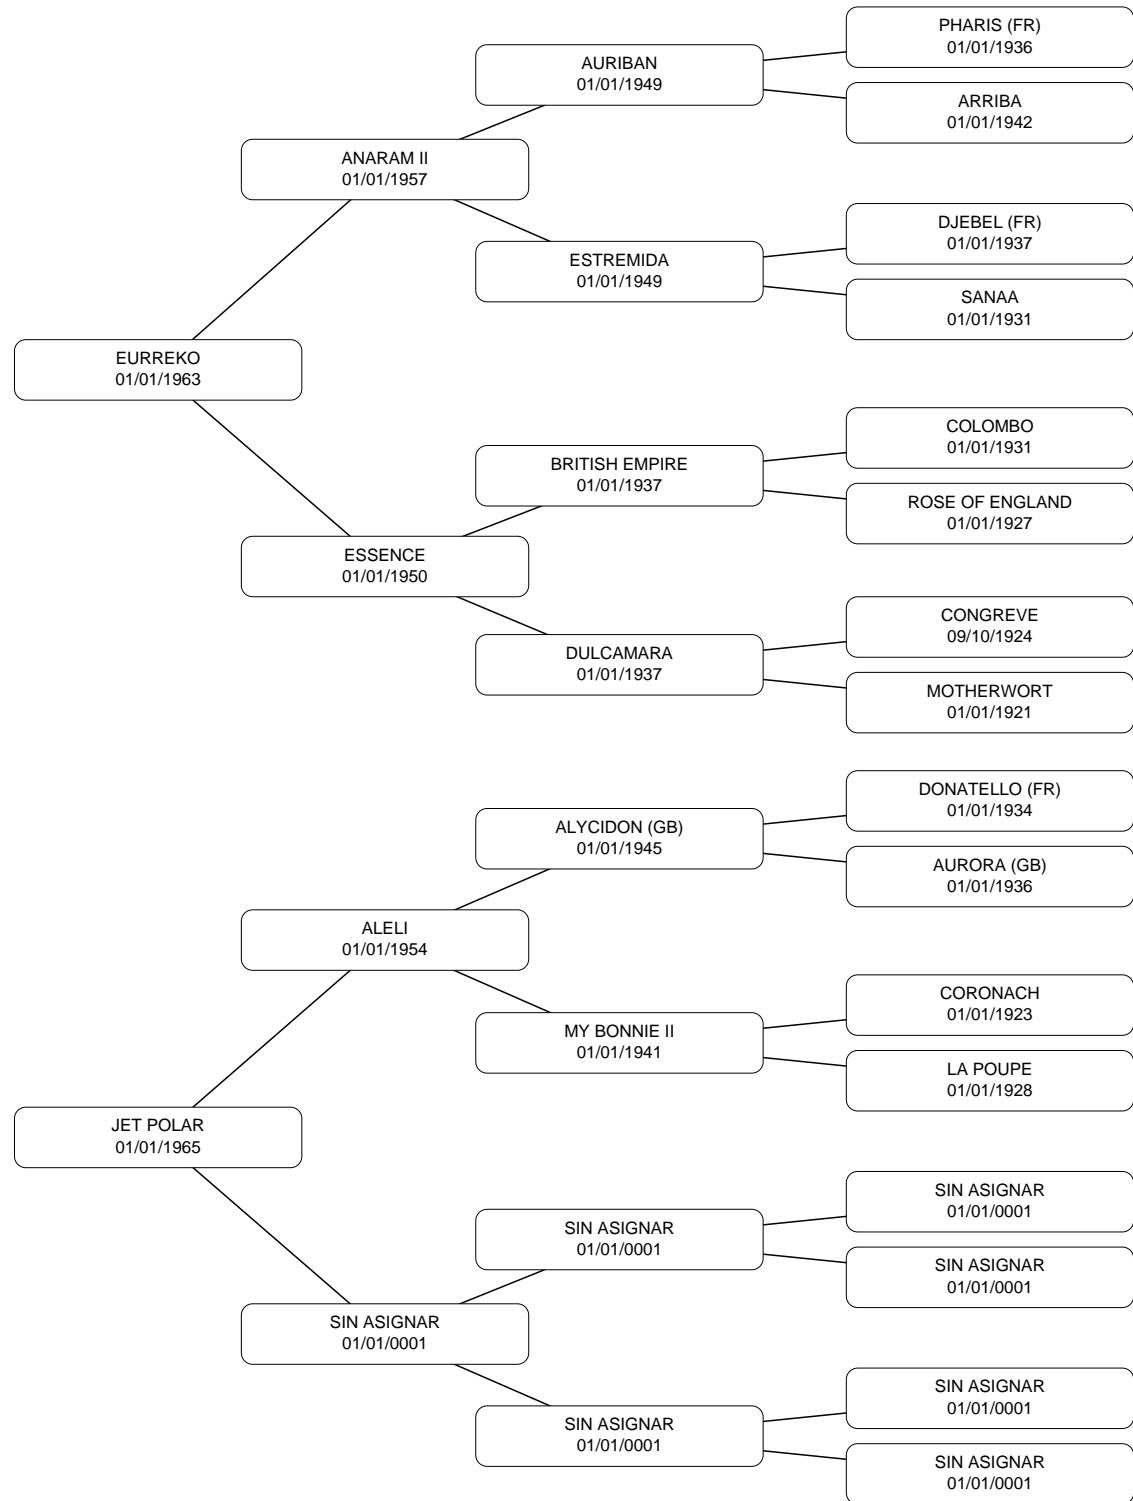 PHARIS (FR)
01/01/1936
AURIBAN
01/01/1949
ARRIBA
01/01/1942
ANARAM II
01/01/1957
DJEBEL (FR)
01/01/1937
ESTREMIDA
01/01/1949
SANAA
01/01/1931
EURREKO
01/01/1963
COLOMBO
01/01/1931
BRITISH EMPIRE
01/01/1937
ROSE OF ENGLAND
01/01/1927
ESSENCE
01/01/1950
CONGREVE
09/10/1924
DULCAMARA
01/01/1937
MOTHERWORT
01/01/1921
DONATELLO (FR)
01/01/1934
ALYCIDON (GB)
01/01/1945
AURORA (GB)
01/01/1936
ALELI
01/01/1954
CORONACH
01/01/1923
MY BONNIE II
01/01/1941
LA POUPE
01/01/1928
JET POLAR
01/01/1965
SIN ASIGNAR
01/01/0001
SIN ASIGNAR
01/01/0001
SIN ASIGNAR
01/01/0001
SIN ASIGNAR
01/01/0001
SIN ASIGNAR
01/01/0001
SIN ASIGNAR
01/01/0001
SIN ASIGNAR
01/01/0001